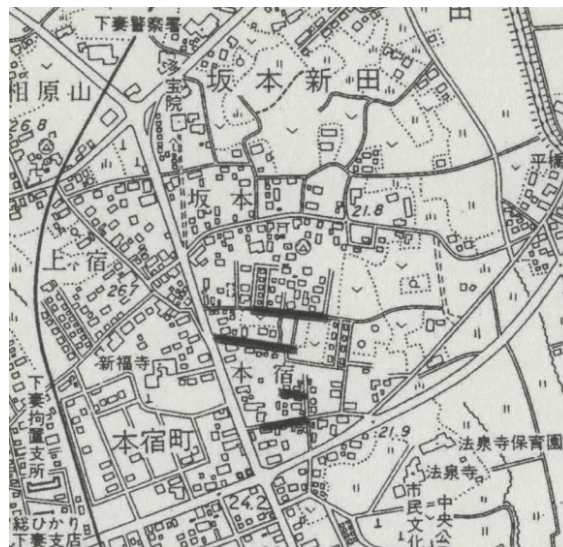 下妻警察署
田
坂本新田
多宝院
相原山
26.8
平橋
坂本
21.8
上宿
26.7
新福寺
本宿
下妻拘置支所
本宿町
21.9
法泉寺保育園
法泉寺
24.2
市民文化
中央公
総ひかり
下妻支店